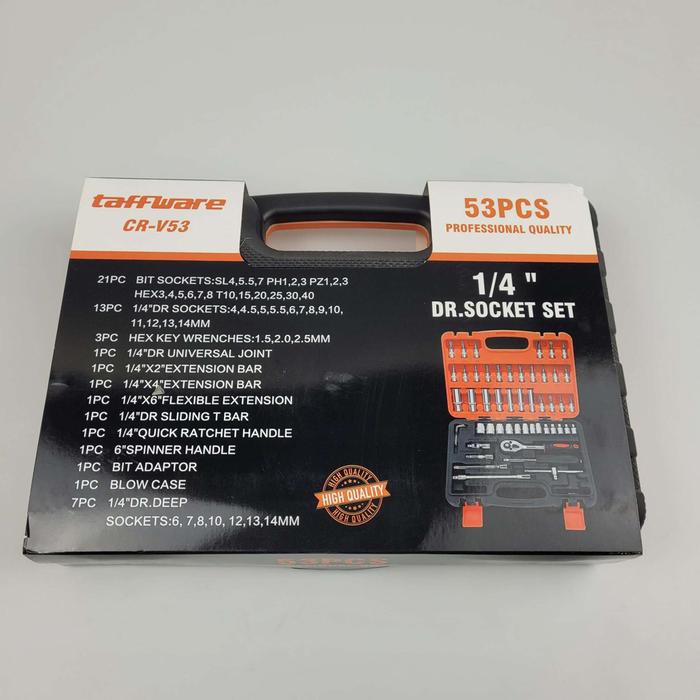 taffware
CR-V53
53PCS
PROFESSIONAL QUALITY
21PC BIT SOCKETS:SL4,5.5,7 PH1,2,3 PZ1,2,3
HEX3,4,5,6,7,8 T10,15,20,25,30,40
13PC 1/4"DR SOCKETS:4,4.5,5,5.5,6,7,8,9,10,
11,12,13,14MM
3PC HEX KEY WRENCHES:1.5,2.0,2.5MM
1PC 1/4"DR UNIVERSAL JOINT
1PC 1/4"X2"EXTENSION BAR
1PC 1/4"X4"EXTENSION BAR
1PC 1/4"X6"FLEXIBLE EXTENSION
1PC 1/4"DR SLIDING T BAR
1PC 1/4"QUICK RATCHET HANDLE
1PC 6"SPINNER HANDLE
1PC BIT ADAPTOR
1PC BLOW CASE
7PC 1/4"DR.DEEP
SOCKETS:6, 7,8,10, 12,13,14MM
1/4 "
DR.SOCKET SET
HIGH QUALITY
HIGH QUALITY
HIGH QUALITY
53PCS